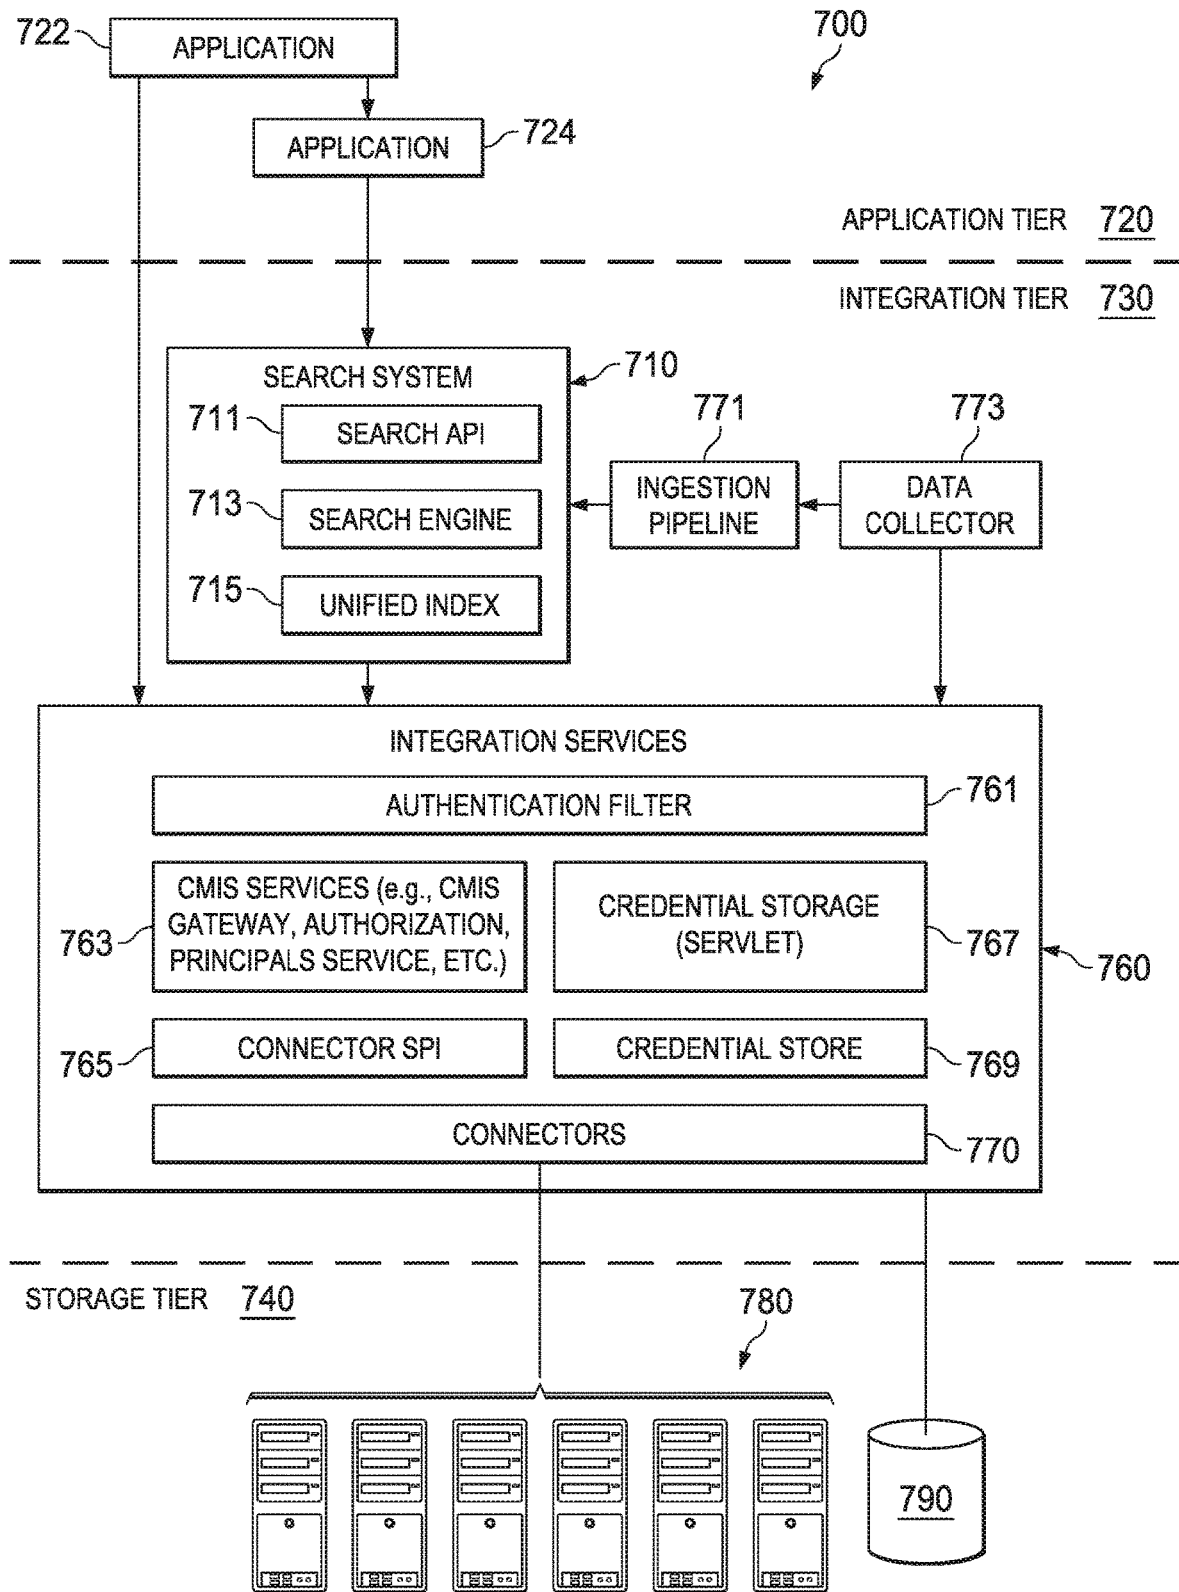 722
APPLICATION
700
APPLICATION
724
APPLICATION TIER 720
INTEGRATION TIER 730
SEARCH SYSTEM
710
711
SEARCH API
771
773
713
SEARCH ENGINE
INGESTION
PIPELINE
DATA
COLLECTOR
715
UNIFIED INDEX
INTEGRATION SERVICES
AUTHENTICATION FILTER
761
763
CMIS SERVICES (e.g., CMIS
GATEWAY, AUTHORIZATION,
PRINCIPALS SERVICE, ETC.)
CREDENTIAL STORAGE
(SERVLET)
767
760
765
CONNECTOR SPI
CREDENTIAL STORE
769
CONNECTORS
770
STORAGE TIER 740
780
790